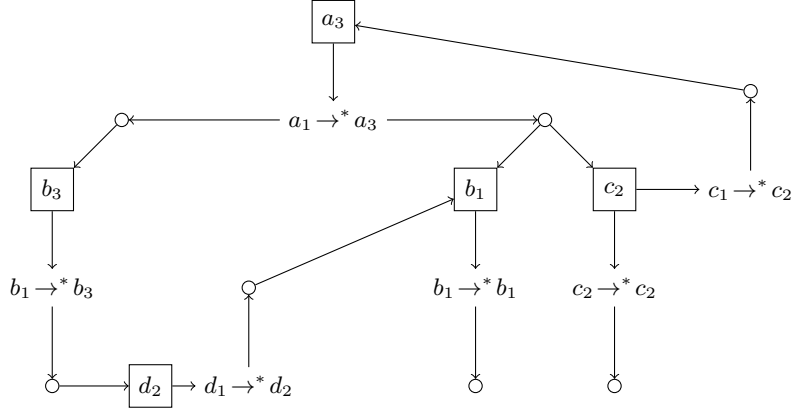 a₃
a₁ →* a₃
b₃ b₁ c₂ c₁ →* c₂
b₁ →* b₃ b₁ →* b₁ c₂ →* c₂
d₂ d₁ →* d₂